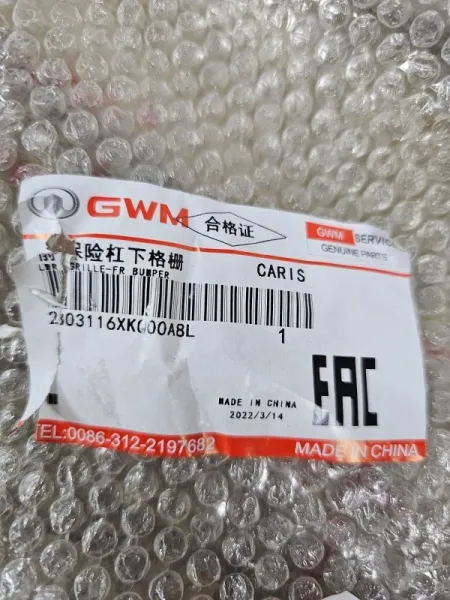 GWM
合格证
GWM SERVIC
GENUINE PARTS
保险杠下格栅
GRILLE-FR BUMPER
CARIS
2803116XKQ00A8L
1
EAC
MADE IN CHINA
2022/3/14
EL:0086-312-2197682
MADE IN CHINA